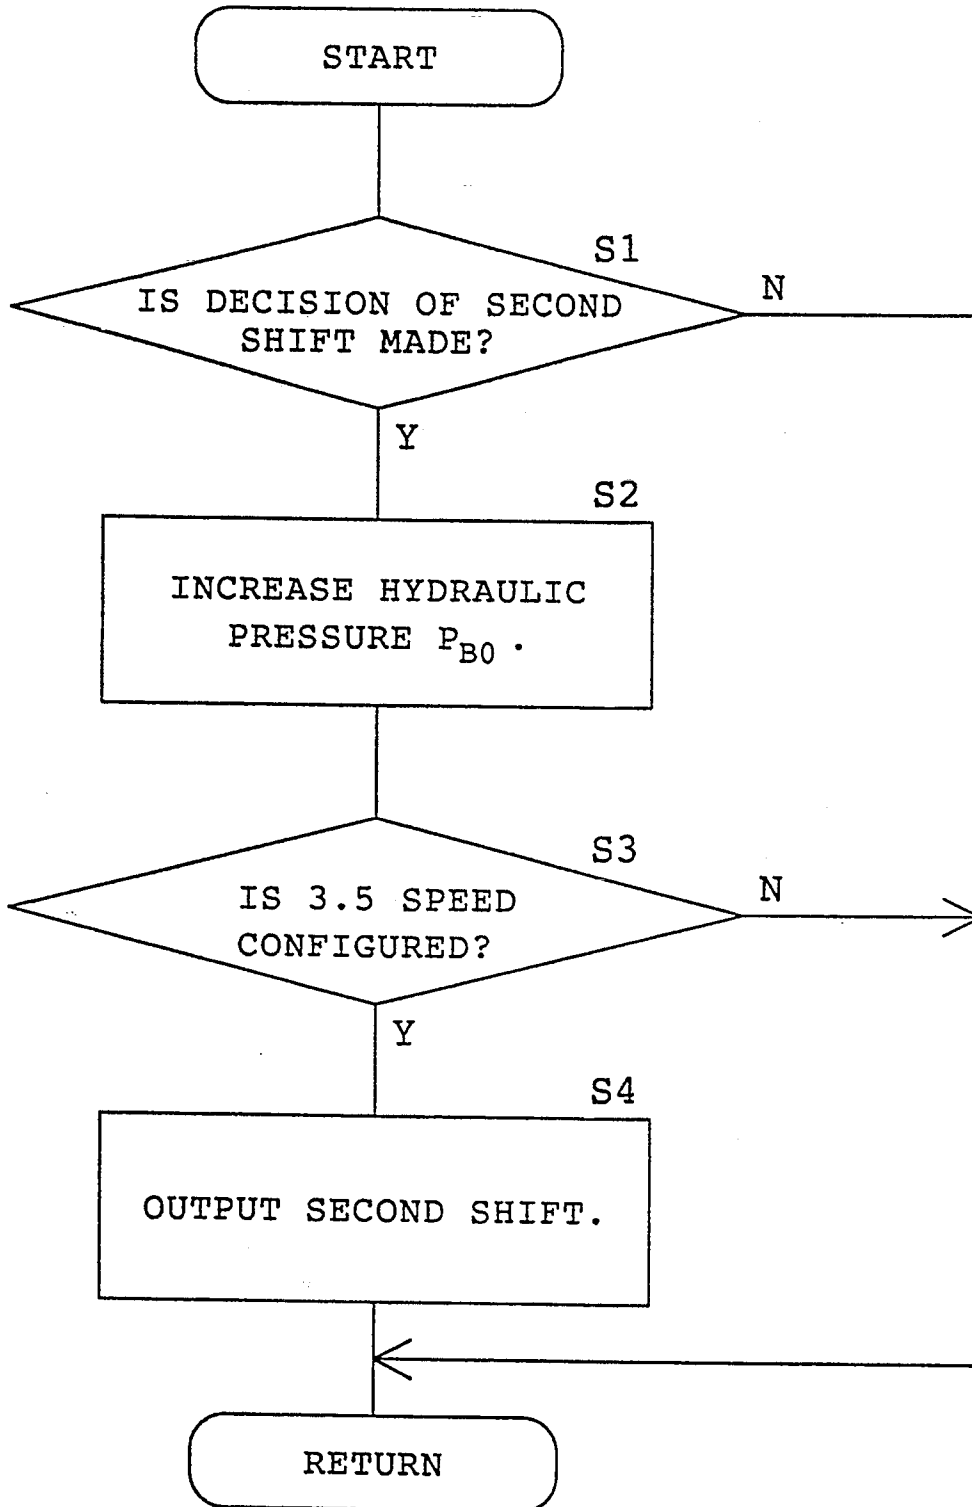 START
S1
N
IS DECISION OF SECOND
SHIFT MADE?
Y
S2
INCREASE HYDRAULIC
PRESSURE P_B0 .
S3
N
IS 3.5 SPEED
CONFIGURED?
Y
S4
OUTPUT SECOND SHIFT.
RETURN